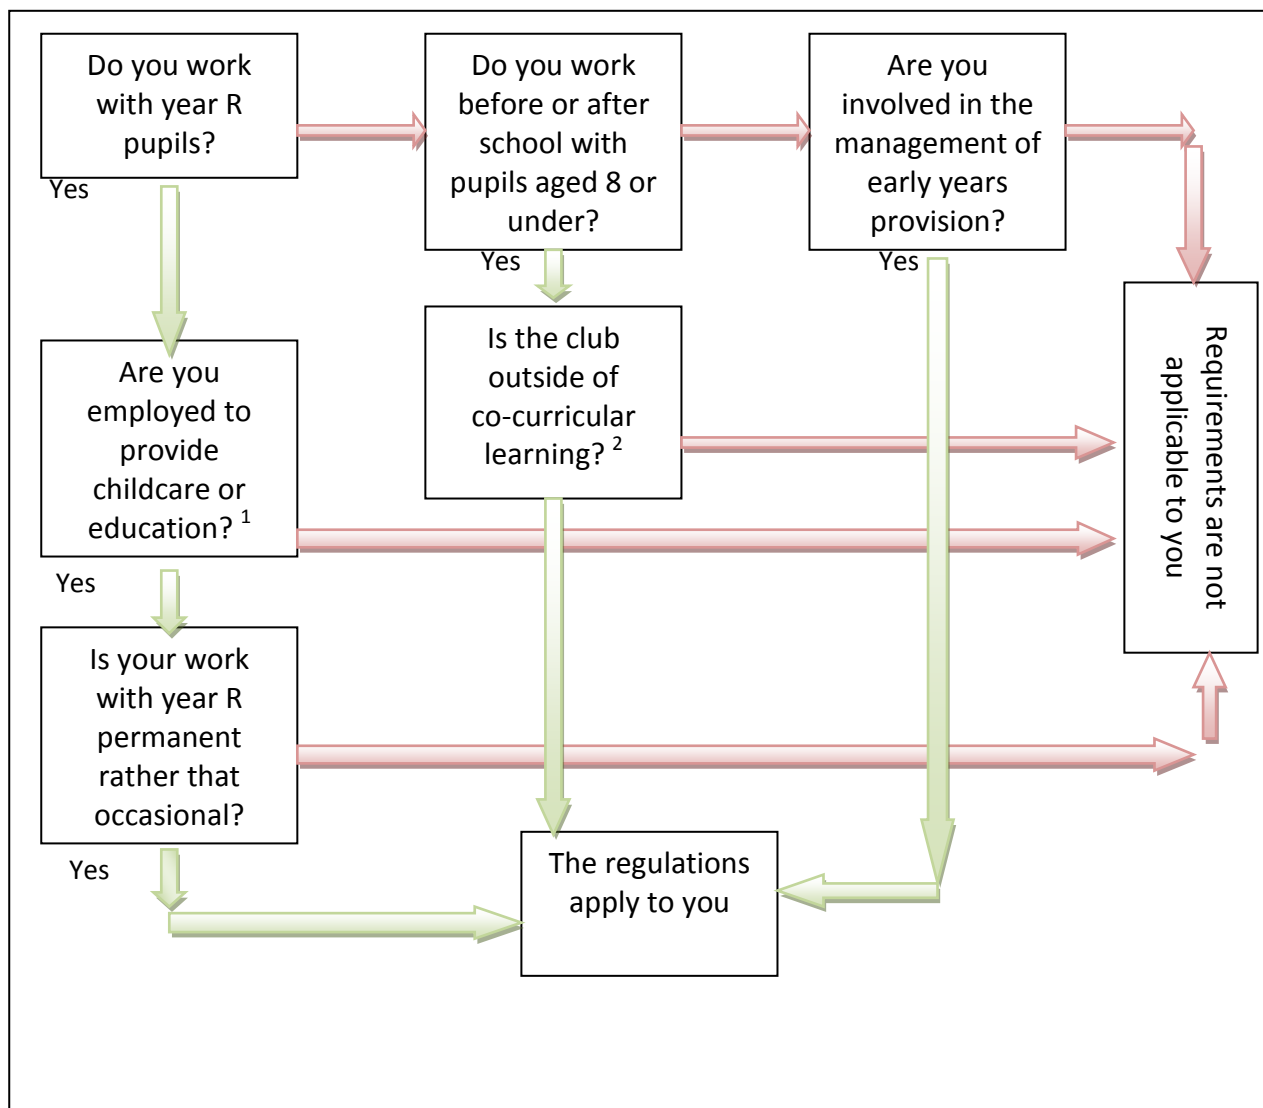 Do you work
with year R
pupils?
Yes
Do you work
before or after
school with
pupils aged 8 or
under?
Yes
Are you
involved in the
management of
early years
provision?
Yes
Requirements are not
applicable to you
Is the club
outside of
co-curricular
learning? 2
Are you
employed to
provide
childcare or
education? 1
Yes
Is your work
with year R
permanent
rather that
occasional?
Yes
The regulations
apply to you